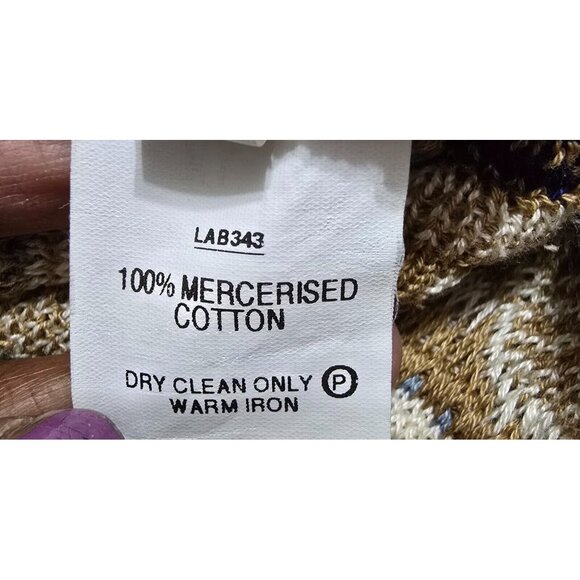 LAB343
100% MERCERISED
COTTON
DRY CLEAN ONLY Ⓟ
WARM IRON